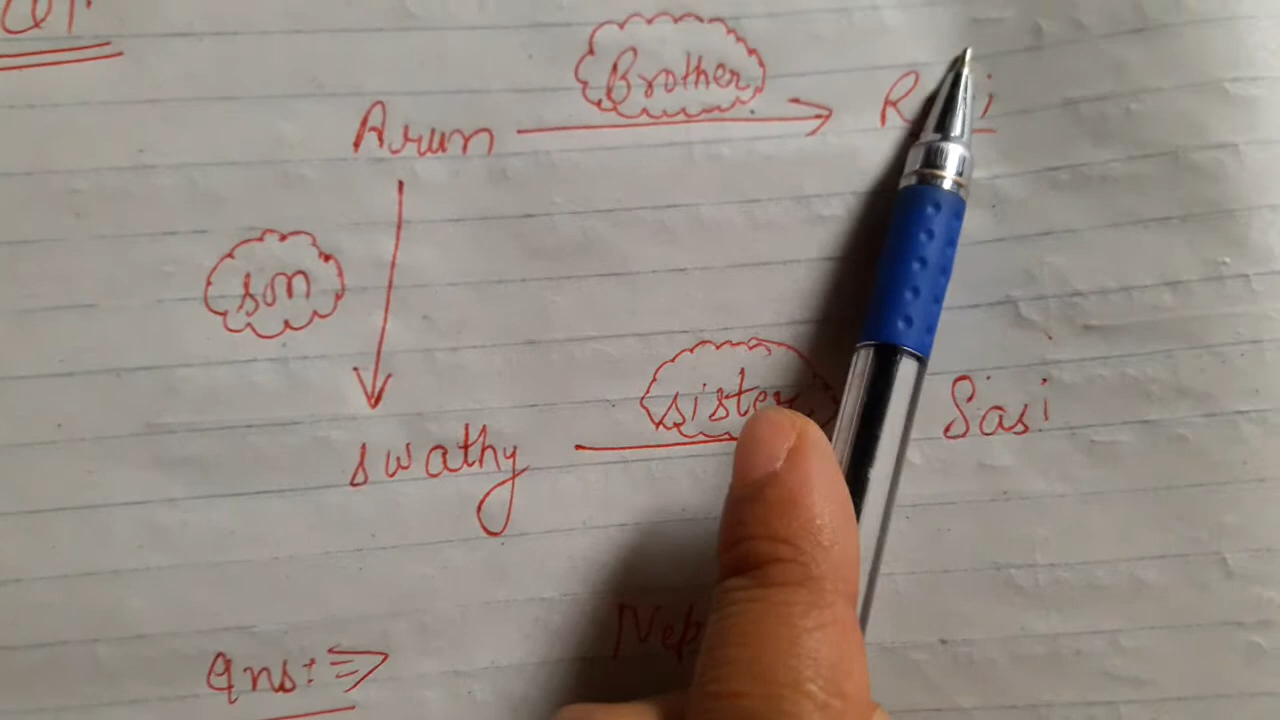 Brother
Arun
son
sister
Sasi
swathy
Ans:⇒